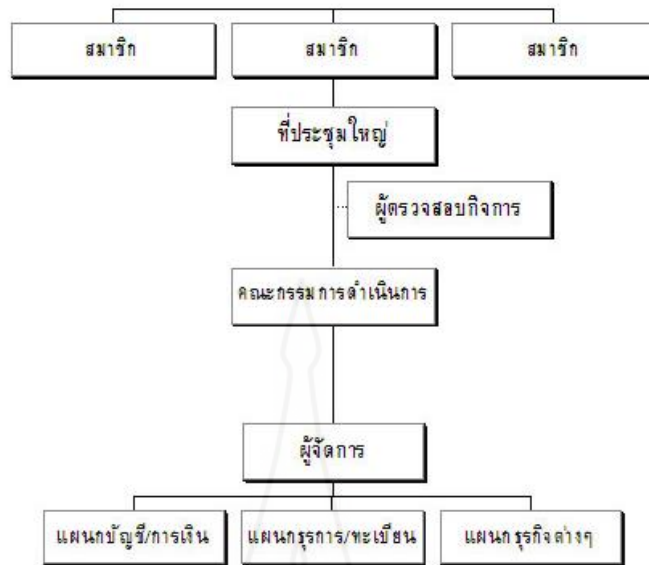 สมาชิก
สมาชิก
สมาชิก
ที่ประชุมใหญ่
ผู้ตรวจสอบกิจการ
คณะกรรมการดำเนินการ
ผู้จัดการ
แผนกบัญชี/การเงิน
แผนกธุรการ/ทะเบียน
แผนกธุรกิจต่างๆ